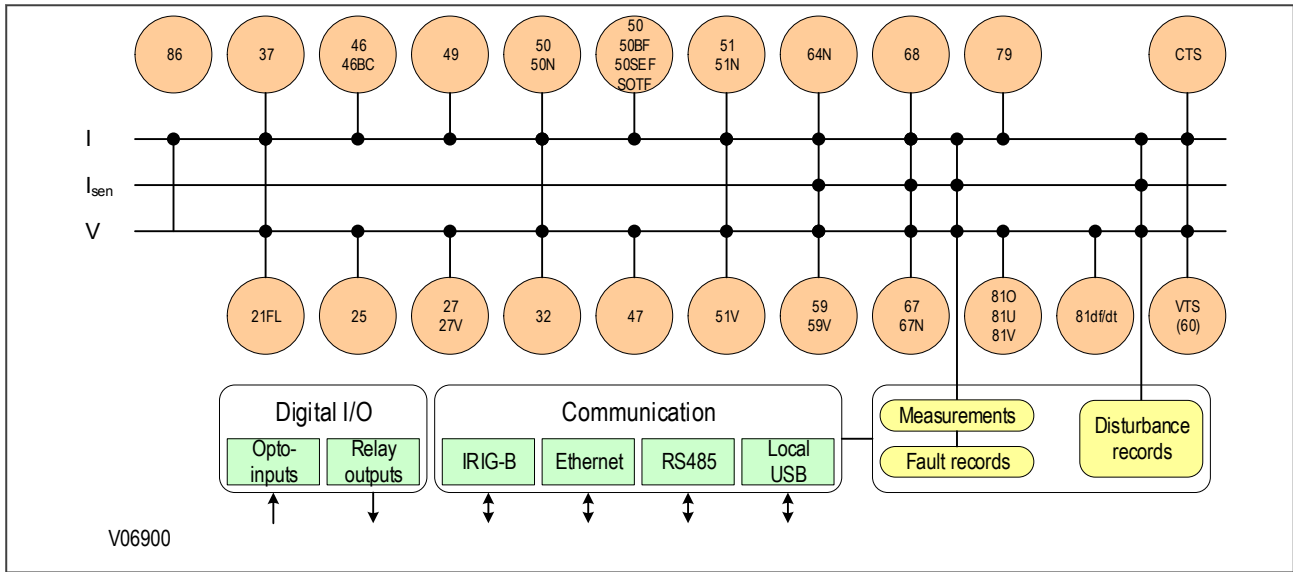 86
37
46
46BC
49
50
50N
50
50BF
50SEF
SOTF
51
51N
64N
68
79
CTS
I
Isen
V
21FL
25
27
27V
32
47
51V
59
59V
67
67N
81O
81U
81V
81df/dt
VTS
(60)
Digital I/O
Opto-
inputs
Relay
outputs
Communication
IRIG-B
Ethernet
RS485
Local
USB
Measurements
Fault records
Disturbance
records
V06900